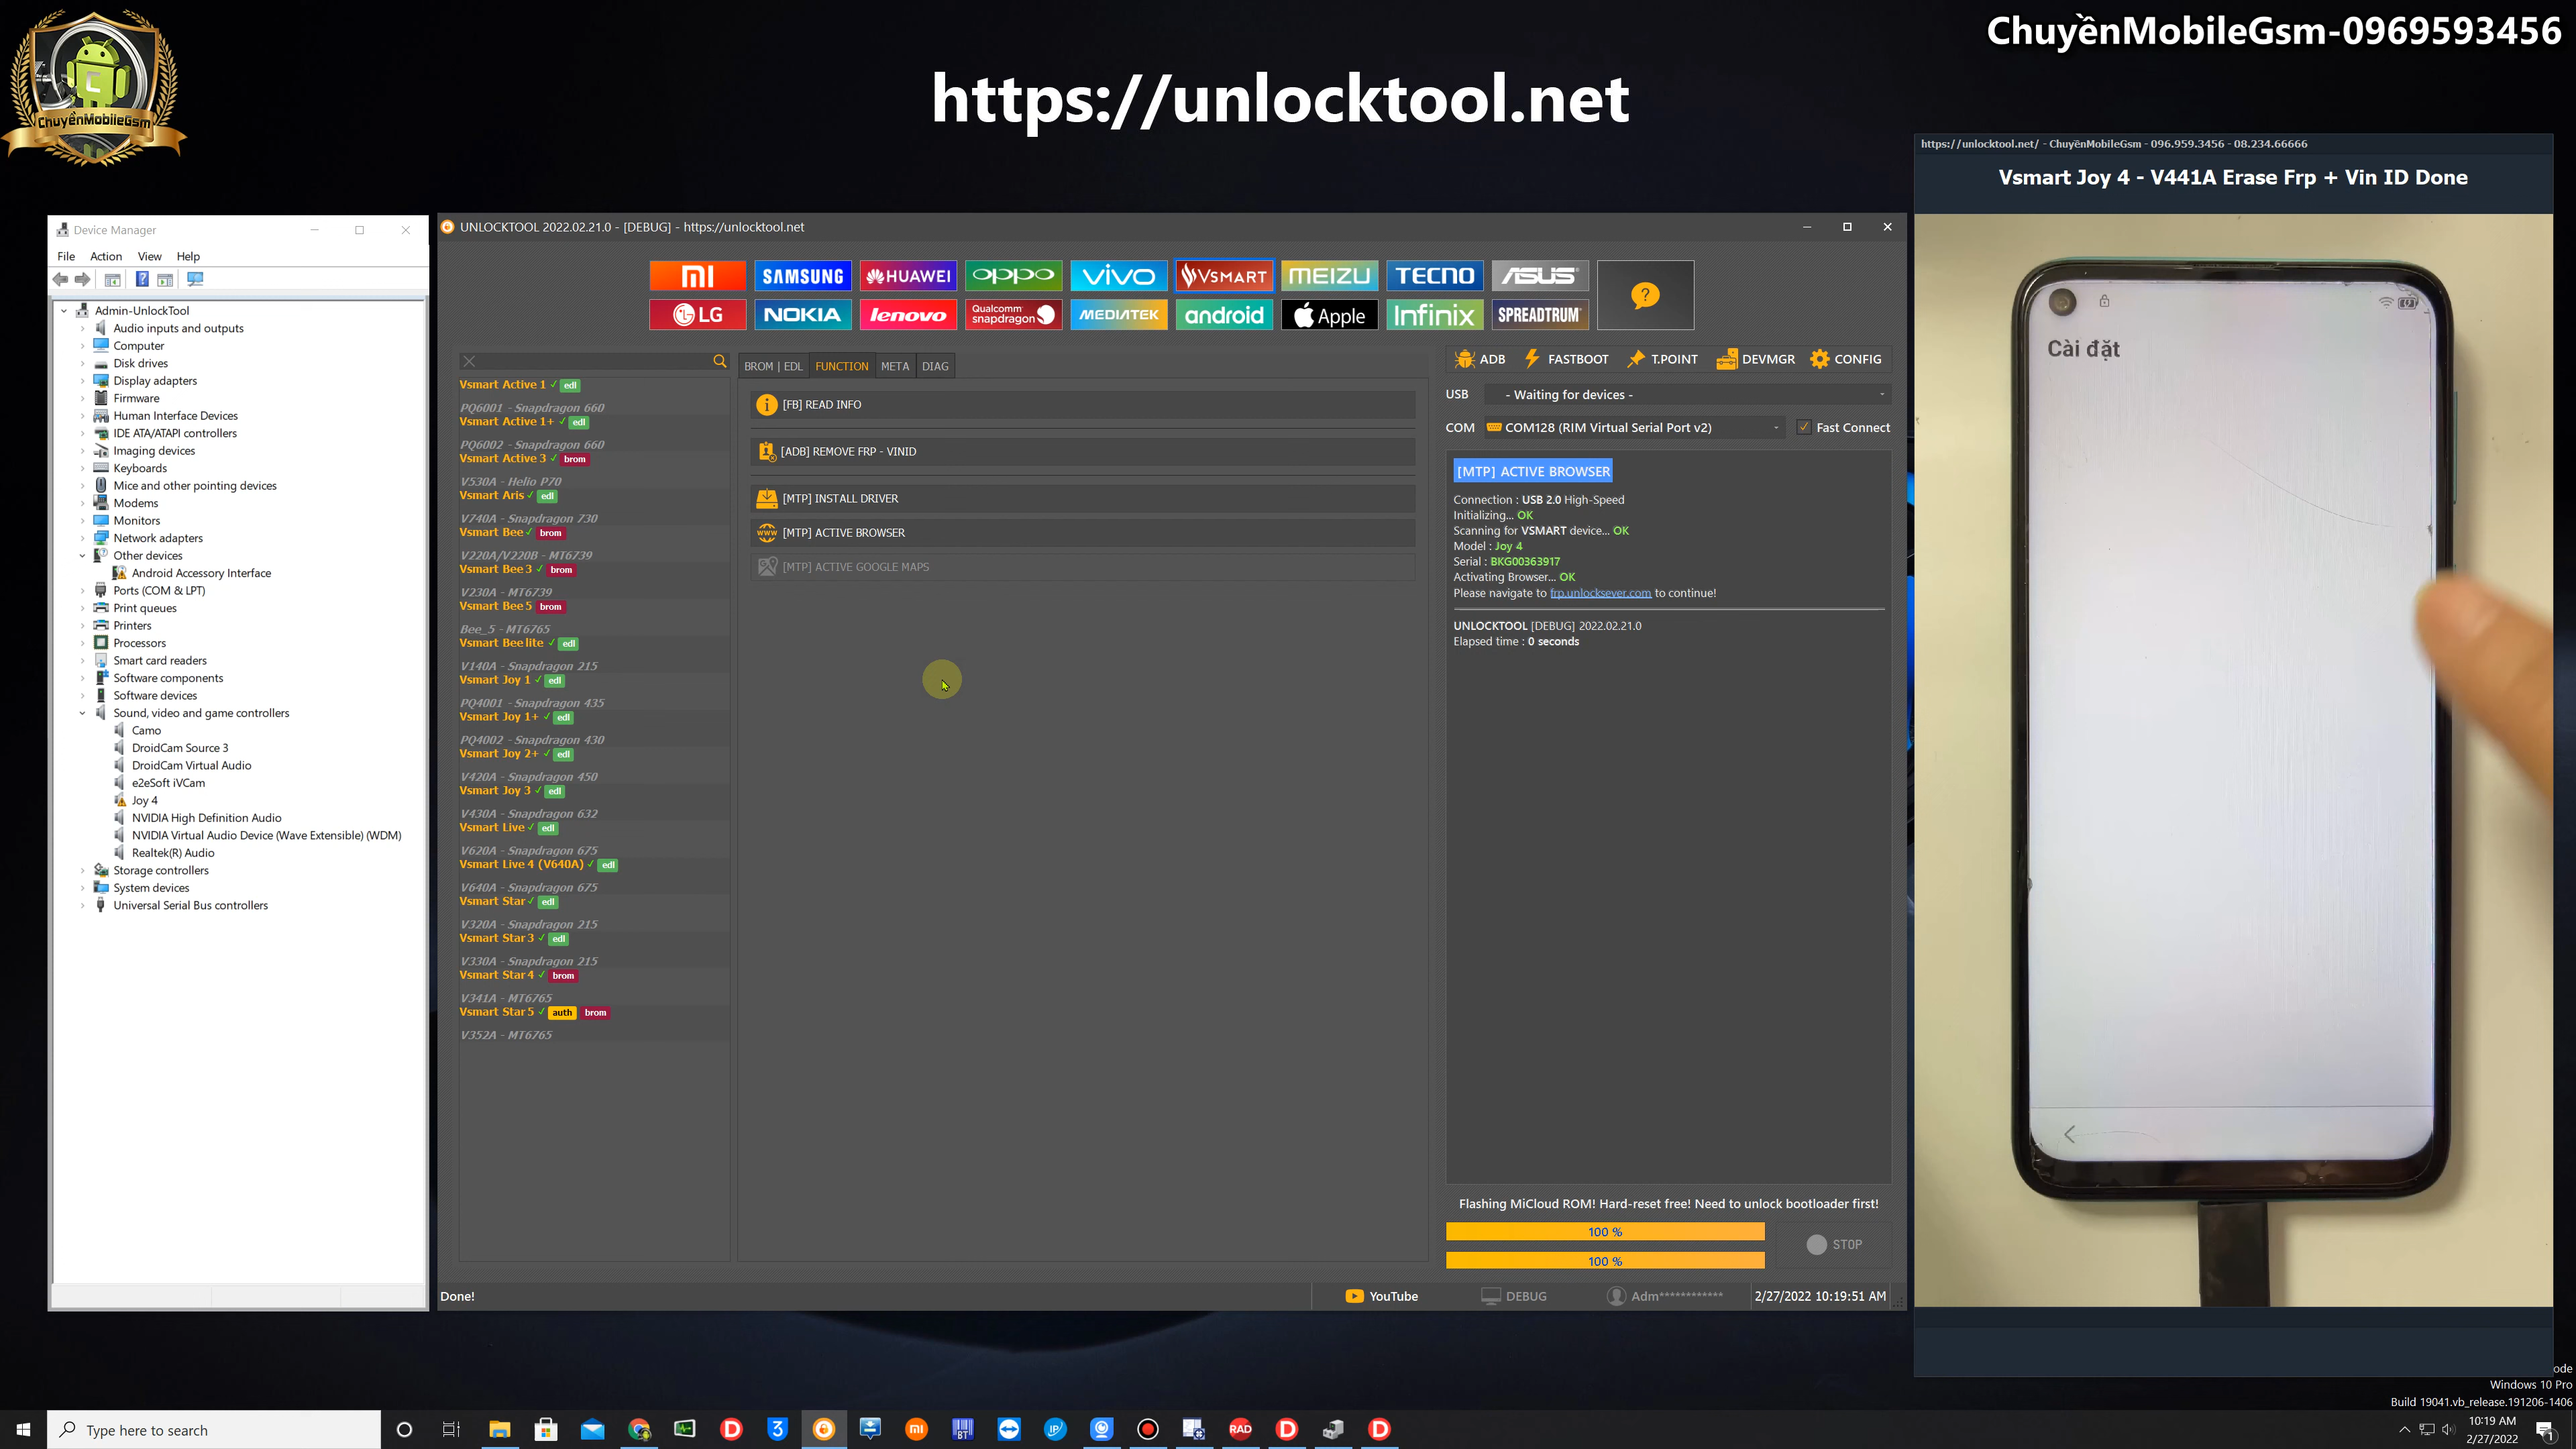 ChuyềnMobileGsm-0969593456
https://unlocktool.net
ChuyềnMobileGsm
https://unlocktool.net/ - ChuyềnMobileGsm - 096.959.3456 - 08.234.66666
Vsmart Joy 4 - V441A Erase Frp + Vin ID Done
Cài đặt
Device Manager
File Action View Help
Admin-UnlockTool
Audio inputs and outputs
Computer
Disk drives
Display adapters
Firmware
Human Interface Devices
IDE ATA/ATAPI controllers
Imaging devices
Keyboards
Mice and other pointing devices
Modems
Monitors
Network adapters
Other devices
Android Accessory Interface
Ports (COM & LPT)
Print queues
Printers
Processors
Smart card readers
Software components
Software devices
Sound, video and game controllers
Camo
DroidCam Source 3
DroidCam Virtual Audio
e2eSoft iVCam
Joy 4
NVIDIA High Definition Audio
NVIDIA Virtual Audio Device (Wave Extensible) (WDM)
Realtek(R) Audio
Storage controllers
System devices
Universal Serial Bus controllers
UNLOCKTOOL 2022.02.21.0 - [DEBUG] - https://unlocktool.net
MI SAMSUNG HUAWEI OPPO VIVO VSMART MEIZU TECNO ASUS ?
LG NOKIA lenovo Qualcomm snapdragon MEDIATEK android Apple Infinix SPREADTRUM
Vsmart Active 1 ✓ edl
PQ6001 - Snapdragon 660
Vsmart Active 1+ ✓ edl
PQ6002 - Snapdragon 660
Vsmart Active 3 ✓ brom
V530A - Helio P70
Vsmart Aris ✓ edl
V740A - Snapdragon 730
Vsmart Bee ✓ brom
V220A/V220B - MT6739
Vsmart Bee 3 ✓ brom
V230A - MT6739
Vsmart Bee 5 brom
Bee_5 - MT6765
Vsmart Bee lite ✓ edl
V140A - Snapdragon 215
Vsmart Joy 1 ✓ edl
PQ4001 - Snapdragon 435
Vsmart Joy 1+ ✓ edl
PQ4002 - Snapdragon 430
Vsmart Joy 2+ ✓ edl
V420A - Snapdragon 450
Vsmart Joy 3 ✓ edl
V430A - Snapdragon 632
Vsmart Live ✓ edl
V620A - Snapdragon 675
Vsmart Live 4 (V640A) ✓ edl
V640A - Snapdragon 675
Vsmart Star ✓ edl
V320A - Snapdragon 215
Vsmart Star 3 ✓ edl
V330A - Snapdragon 215
Vsmart Star 4 ✓ brom
V341A - MT6765
Vsmart Star 5 ✓ auth brom
V352A - MT6765
BROM | EDL FUNCTION META DIAG
[FB] READ INFO
[ADB] REMOVE FRP - VINID
[MTP] INSTALL DRIVER
[MTP] ACTIVE BROWSER
[MTP] ACTIVE GOOGLE MAPS
ADB FASTBOOT T.POINT DEVMGR CONFIG
USB - Waiting for devices -
COM COM128 (RIM Virtual Serial Port v2) Fast Connect
[MTP] ACTIVE BROWSER
Connection : USB 2.0 High-Speed
Initializing... OK
Scanning for VSMART device... OK
Model : Joy 4
Serial : BKG00363917
Activating Browser... OK
Please navigate to frp.unlocksever.com to continue!
UNLOCKTOOL [DEBUG] 2022.02.21.0
Elapsed time : 0 seconds
Flashing MiCloud ROM! Hard-reset free! Need to unlock bootloader first!
100 %
100 %
STOP
Done! YouTube DEBUG Adm************ 2/27/2022 10:19:51 AM
ode
Windows 10 Pro
Build 19041.vb_release.191206-1406
Type here to search
10:19 AM
2/27/2022